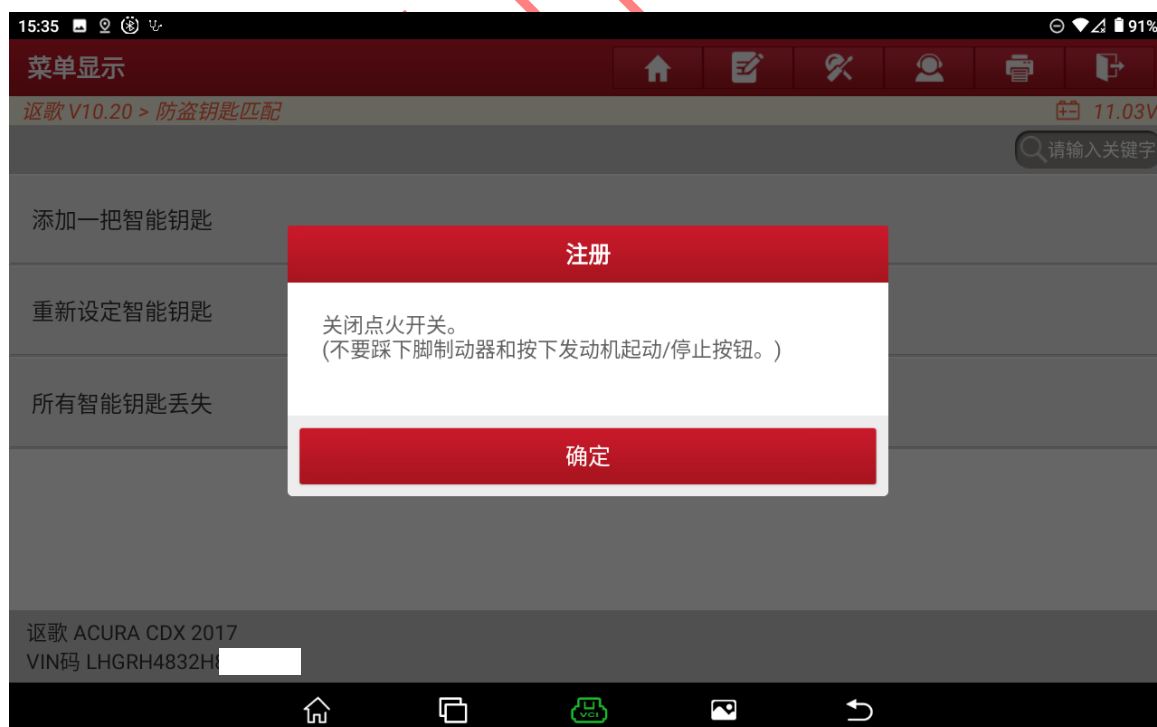 15:35
91%
菜单显示
讴歌 V10.20 > 防盗钥匙匹配
11.03V
请输入关键字
添加一把智能钥匙
注册
重新设定智能钥匙
关闭点火开关。
(不要踩下脚制动器和按下发动机起动/停止按钮。)
所有智能钥匙丢失
确定
讴歌 ACURA CDX 2017
VIN码 LHGRH4832H
VCI